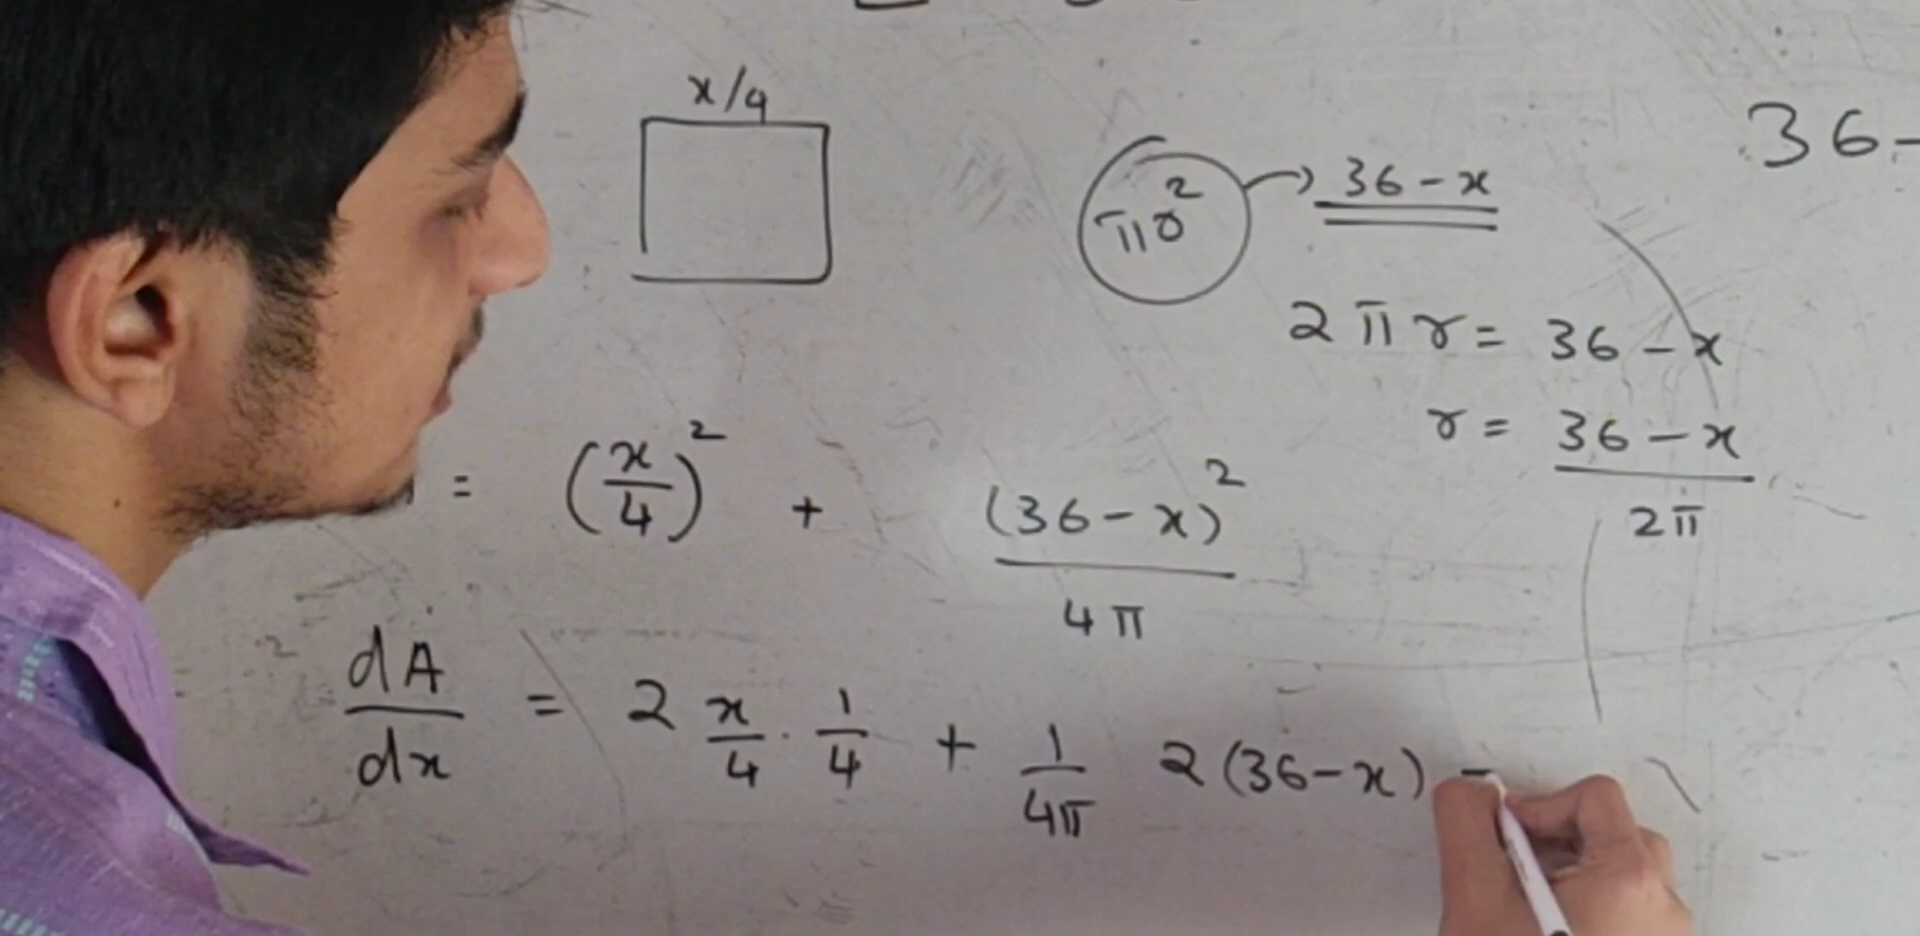 x/4
πr² → 36 - x
36 -
2πr = 36 - x
r = (36 - x)/(2π)
= (x/4)² + (36 - x)²/(4π)
dA/dx = 2 x/4 · 1/4 + 1/(4π) 2(36 - x) -